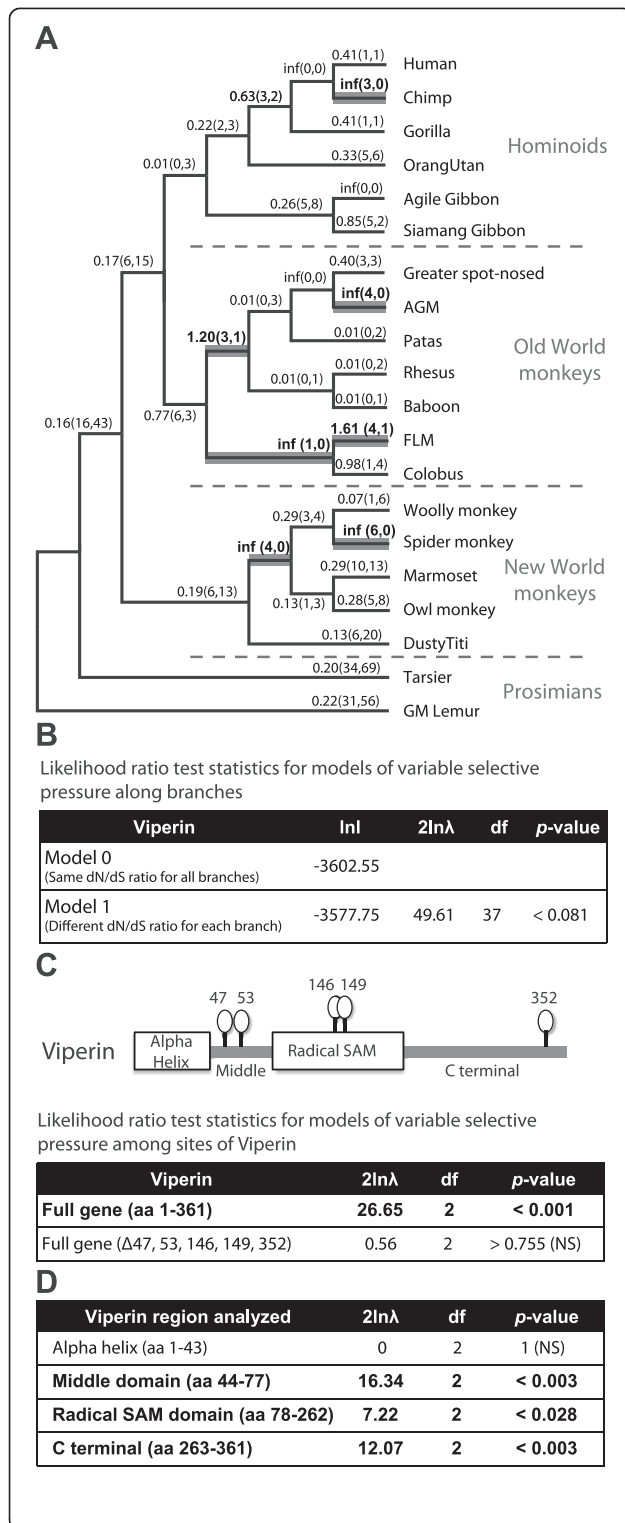 A
0.41(1,1)
Human
inf(0,0)
inf(3,0)
Chimp
0.63(3,2)
0.41(1,1)
Gorilla
0.22(2,3)
Hominoids
0.33(5,6)
OrangUtan
0.01(0,3)
inf(0,0)
Agile Gibbon
0.26(5,8)
0.85(5,2)
Siamang Gibbon
0.17(6,15)
0.40(3,3)
Greater spot-nosed
inf(0,0)
inf(4,0)
AGM
0.01(0,3)
1.20(3,1)
0.01(0,2)
Patas
Old World
monkeys
0.01(0,2)
Rhesus
0.01(0,1)
0.01(0,1)
Baboon
0.77(6,3)
1.61 (4,1)
FLM
inf (1,0)
0.98(1,4)
Colobus
0.16(16,43)
0.07(1,6)
Woolly monkey
0.29(3,4)
inf (6,0)
Spider monkey
inf (4,0)
0.29(10,13)
Marmoset
New World
monkeys
0.13(1,3)
0.28(5,8)
Owl monkey
0.19(6,13)
0.13(6,20)
DustyTiti
0.20(34,69)
Tarsier
Prosimians
0.22(31,56)
GM Lemur
B
Likelihood ratio test statistics for models of variable selective
pressure along branches
Viperin lnl 2lnλ df p-value
Model 0 -3602.55
(Same dN/dS ratio for all branches)
Model 1 -3577.75 49.61 37 < 0.081
(Different dN/dS ratio for each branch)
C
47 53 146 149 352
Viperin
Alpha
Helix
Middle
Radical SAM
C terminal
Likelihood ratio test statistics for models of variable selective
pressure among sites of Viperin
Viperin 2lnλ df p-value
Full gene (aa 1-361) 26.65 2 < 0.001
Full gene (Δ47, 53, 146, 149, 352) 0.56 2 > 0.755 (NS)
D
Viperin region analyzed 2lnλ df p-value
Alpha helix (aa 1-43) 0 2 1 (NS)
Middle domain (aa 44-77) 16.34 2 < 0.003
Radical SAM domain (aa 78-262) 7.22 2 < 0.028
C terminal (aa 263-361) 12.07 2 < 0.003